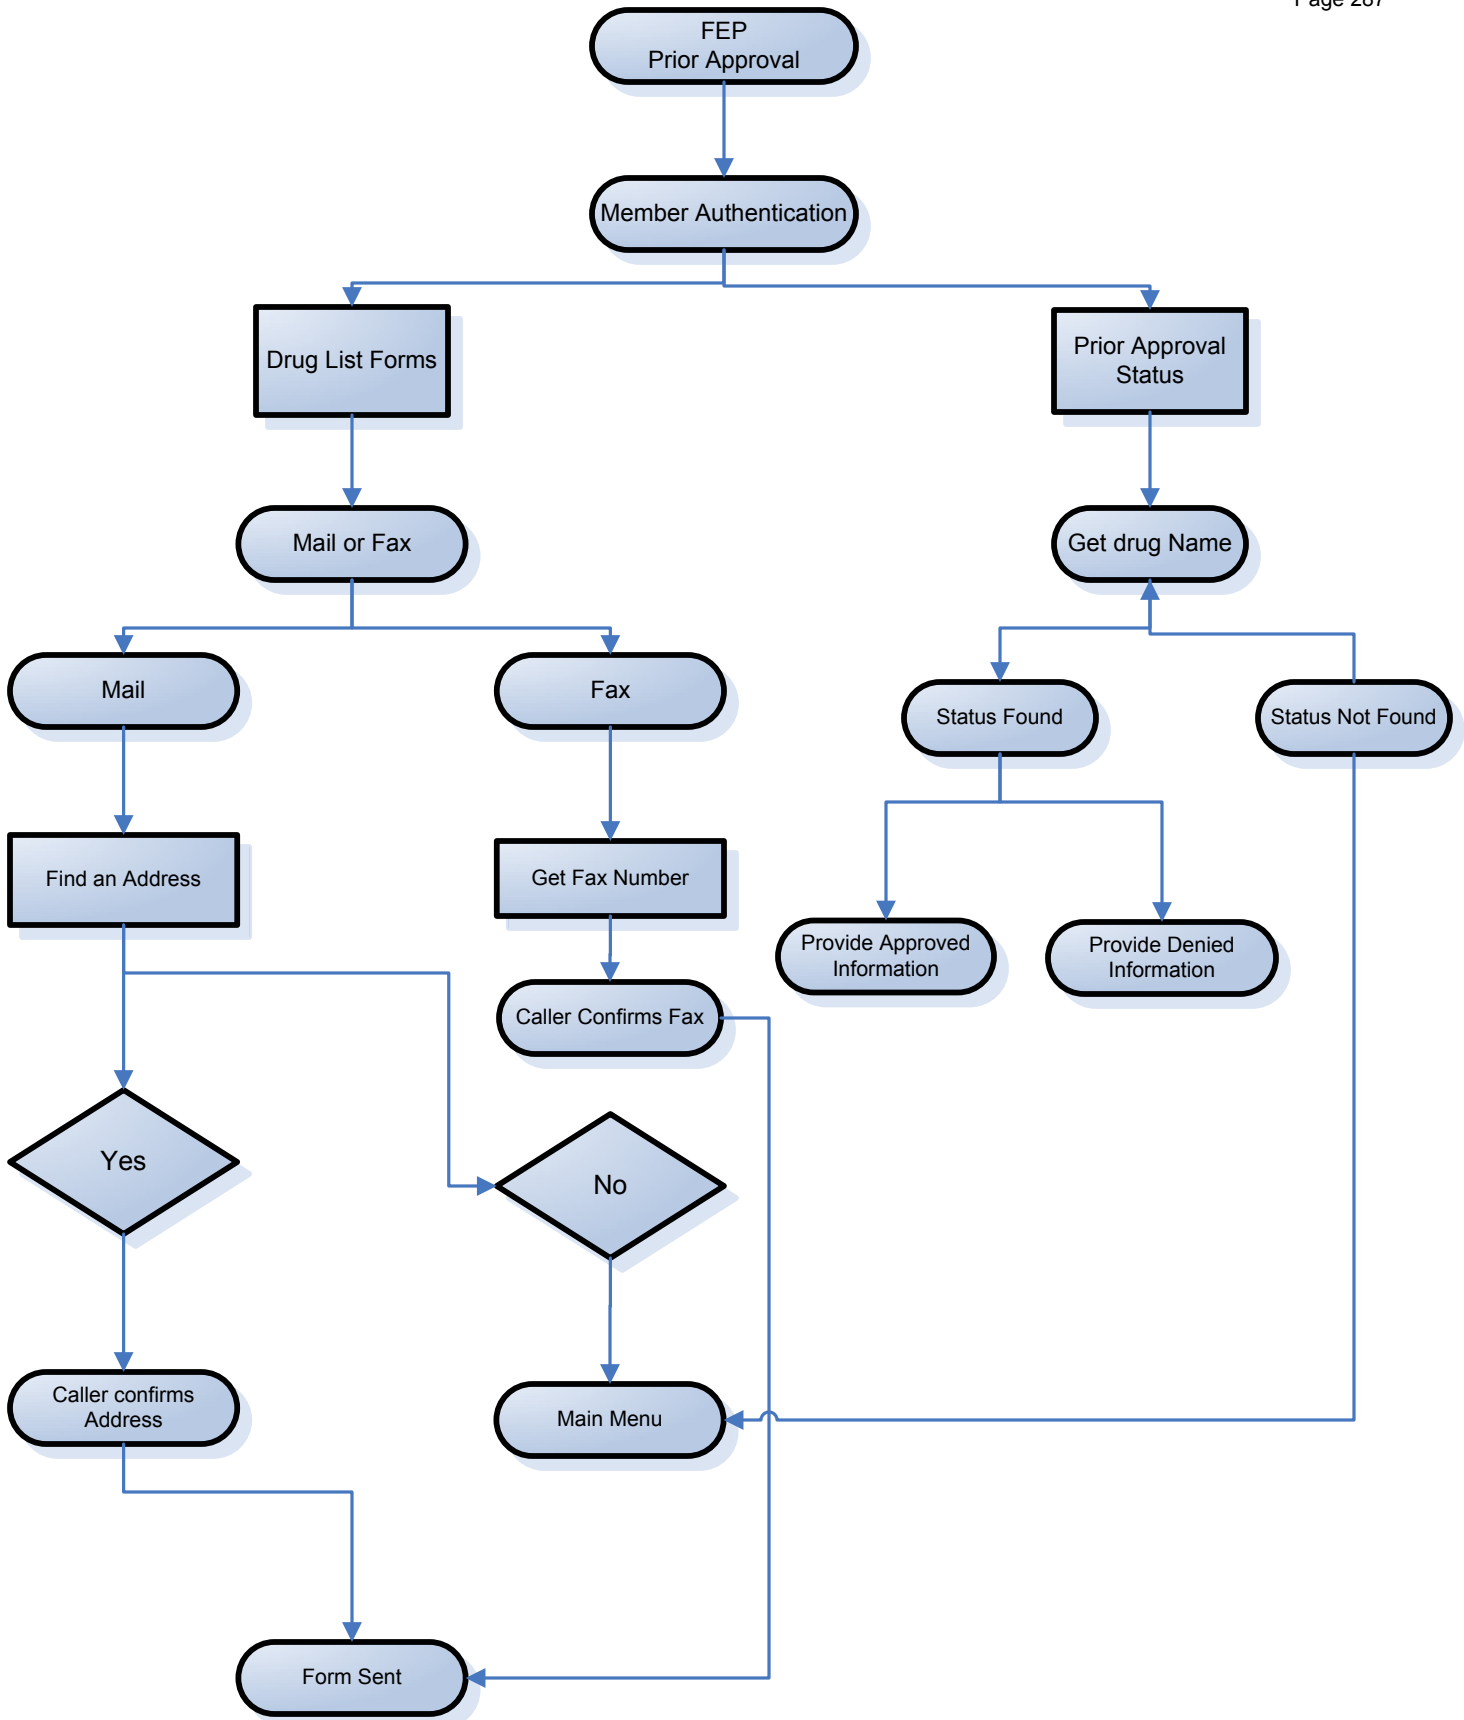 Page 287
FEP
Prior Approval
Member Authentication
Drug List Forms
Prior Approval
Status
Mail or Fax
Get drug Name
Mail
Fax
Status Found
Status Not Found
Find an Address
Get Fax Number
Provide Approved
Information
Provide Denied
Information
Caller Confirms Fax
Yes
No
Caller confirms
Address
Main Menu
Form Sent